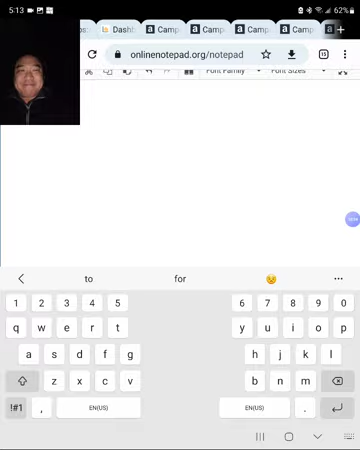 5:13 62%
Dashb Camp Camp Camp Camp
onlinenotepad.org/notepad 15
Font Family Font Sizes
to for
1 2 3 4 5 6 7 8 9 0
q w e r t y u i o p
a s d f g h j k l
z x c v b n m
!#1 , EN(US) EN(US) .